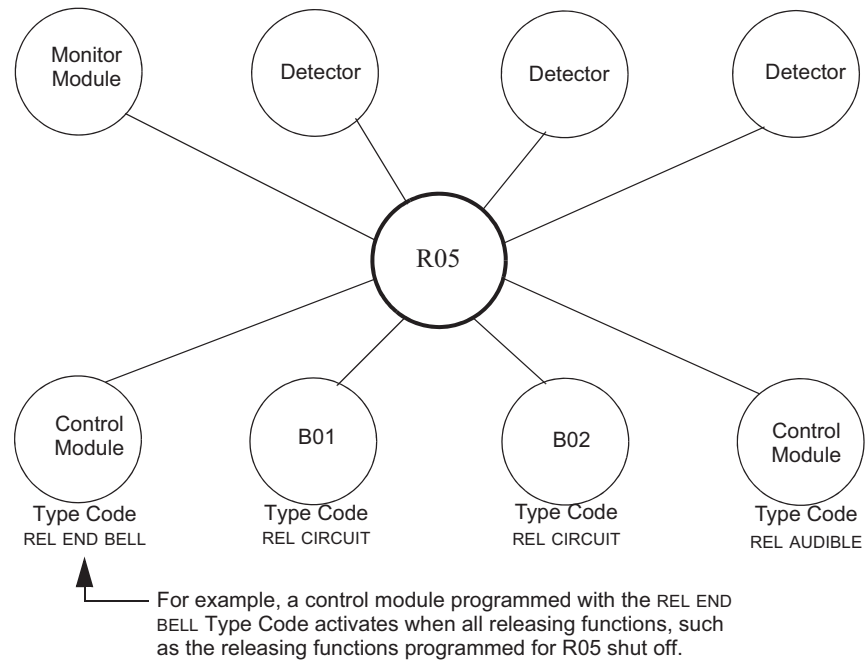 Monitor
Module
Detector
Detector
Detector
R05
Control
Module
B01
B02
Control
Module
Type Code
REL END BELL
Type Code
REL CIRCUIT
Type Code
REL CIRCUIT
Type Code
REL AUDIBLE
For example, a control module programmed with the REL END
BELL Type Code activates when all releasing functions, such
as the releasing functions programmed for R05 shut off.